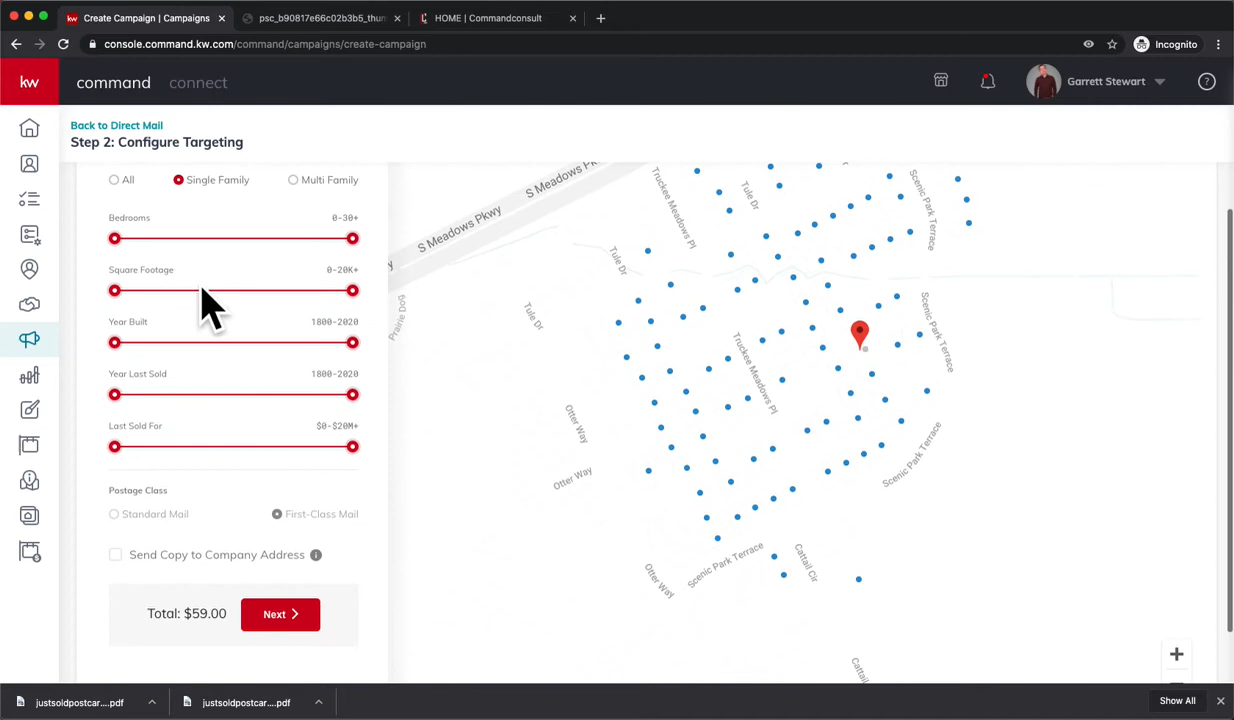 Create Campaign | Campaigns
psc_b90817e66c02b3b5_thum
HOME | Commandconsult
console.command.kw.com/command/campaigns/create-campaign
Incognito
kw
command
connect
Garrett Stewart
Back to Direct Mail
Step 2: Configure Targeting
All
Single Family
Multi Family
Bedrooms
0-30+
Square Footage
0-20K+
Year Built
1800-2020
Year Last Sold
1800-2020
Last Sold For
$0-$20M+
Postage Class
Standard Mail
First-Class Mail
Send Copy to Company Address
Total: $59.00
Next
S Meadows Pkwy
S Meadows Pk
Truckee Meadows Pl
Tule Dr
Scenic Park Terrace
Tule Dr
Tule Dr
Prairie Dog
Truckee Meadows Pl
Scenic Park Terrace
Otter Way
Otter Way
Scenic Park Terrace
Otter Way
Scenic Park Terrace
Cattail Cir
Cattail
justsoldpostcar....pdf
justsoldpostcar....pdf
Show All